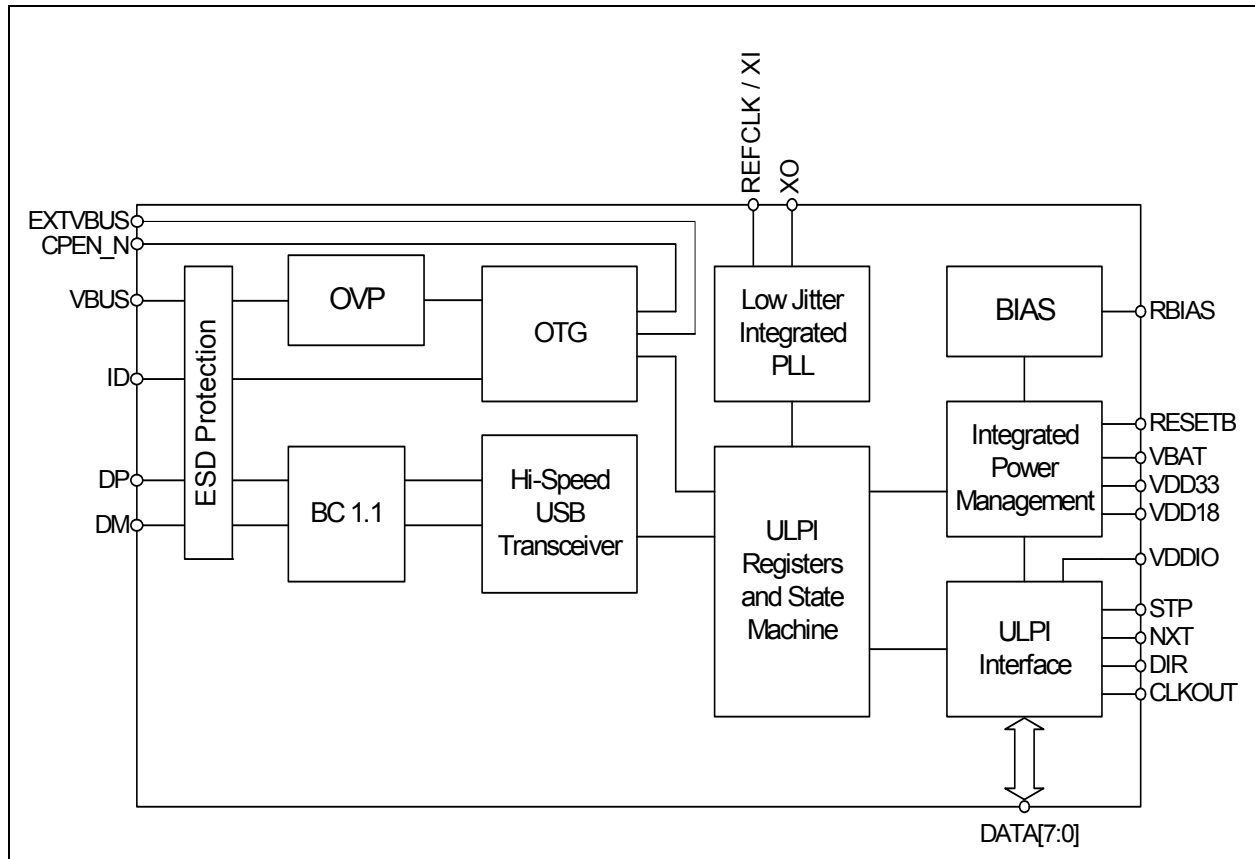 REFCLK / XI
XO
EXTVBUS
CPEN_N
VBUS
ID
DP
DM
ESD Protection
OVP
OTG
BC 1.1
Hi-Speed
USB
Transceiver
Low Jitter
Integrated
PLL
ULPI
Registers
and State
Machine
BIAS
Integrated
Power
Management
ULPI
Interface
RBIAS
RESETB
VBAT
VDD33
VDD18
VDDIO
STP
NXT
DIR
CLKOUT
DATA[7:0]